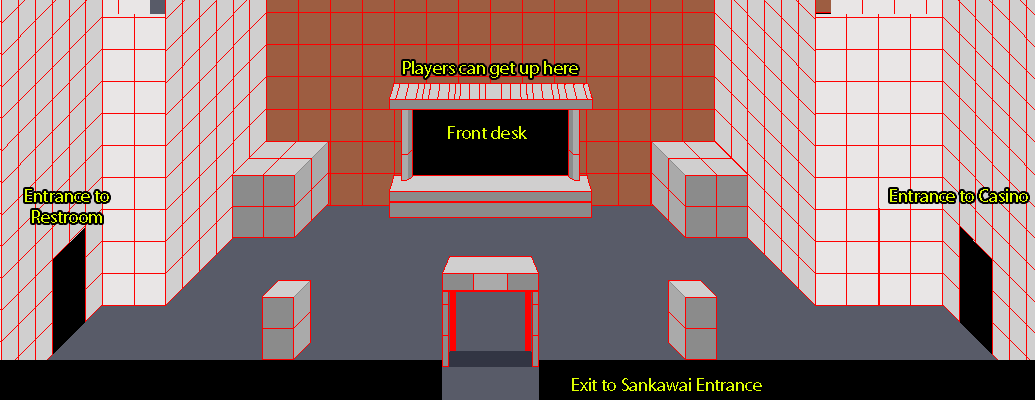 Players can get up here
Front desk
Entrance to
Restroom
Entrance to Casino
Exit to Sankawai Entrance